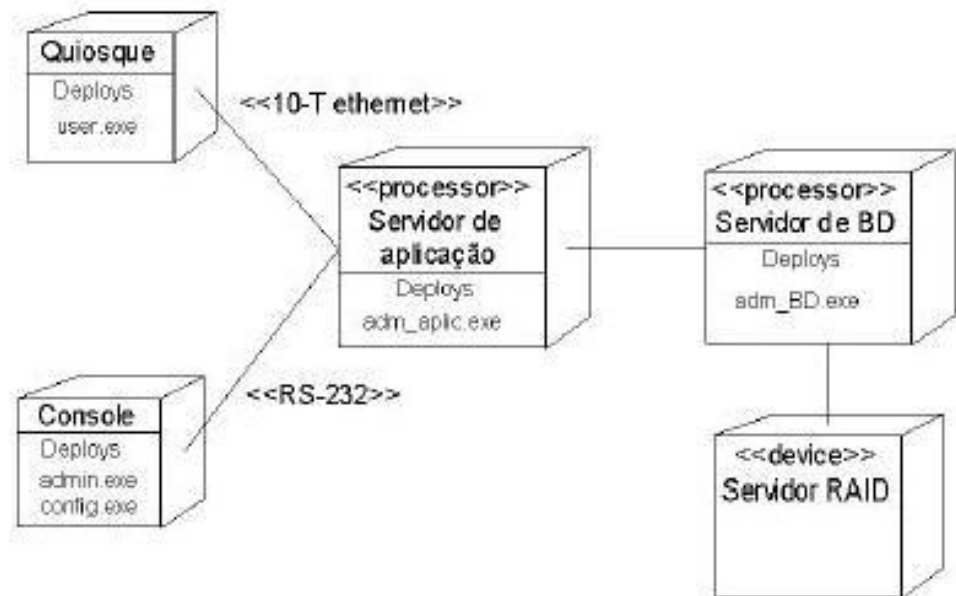 Quiosque
Deploys
user.exe
<<10-T ethernet>>
<<processor>>
Servidor de
aplicação
Deploys
adm_aplic.exe
<<processor>>
Servidor de BD
Deploys
adm_BD.exe
<<RS-232>>
Console
Deploys
admin.exe
config.exe
<<device>>
Servidor RAID